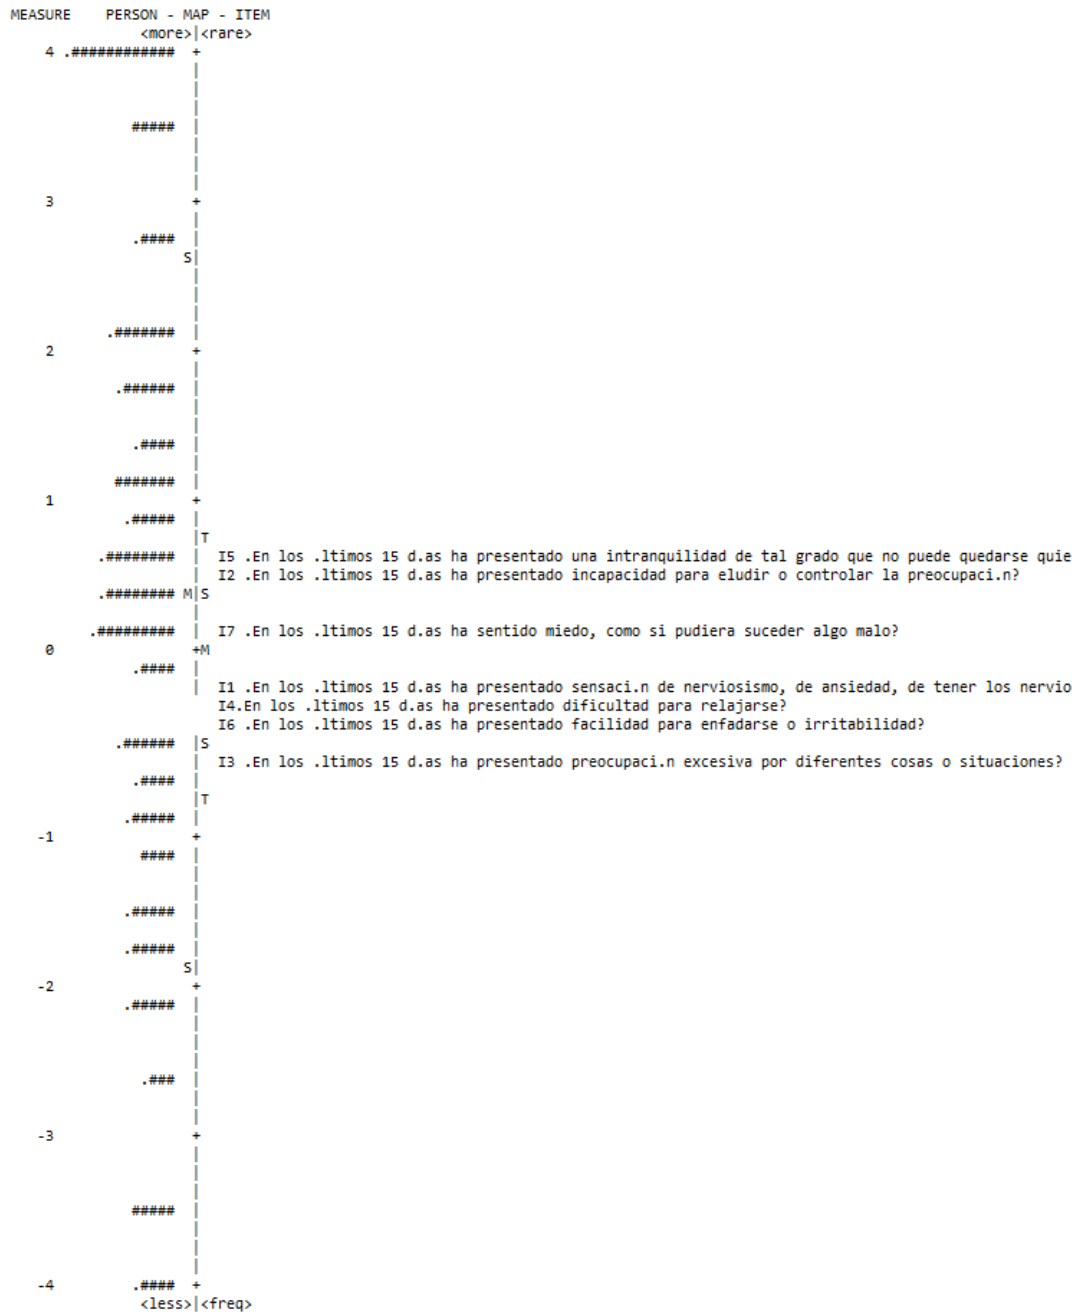 MEASURE PERSON - MAP - ITEM
<more>|<rare>
4 .############ +
|
|
|
##### |
|
|
|
3 +
|
.#### |
S|
|
|
|
.####### |
2 +
|
.###### |
|
|
.#### |
|
####### |
1 +
.##### |
|T
.######## | I5 .En los .ltimos 15 d.as ha presentado una intranquilidad de tal grado que no puede quedarse quie
| I2 .En los .ltimos 15 d.as ha presentado incapacidad para eludir o controlar la preocupaci.n?
.######## M|S
|
.######### | I7 .En los .ltimos 15 d.as ha sentido miedo, como si pudiera suceder algo malo?
0 +M
.#### |
| I1 .En los .ltimos 15 d.as ha presentado sensaci.n de nerviosismo, de ansiedad, de tener los nervio
I4.En los .ltimos 15 d.as ha presentado dificultad para relajarse?
I6 .En los .ltimos 15 d.as ha presentado facilidad para enfadarse o irritabilidad?
.###### |S
| I3 .En los .ltimos 15 d.as ha presentado preocupaci.n excesiva por diferentes cosas o situaciones?
.#### |
|T
.##### |
-1 +
#### |
|
|
.##### |
|
.##### |
S|
-2 +
.##### |
|
|
|
.### |
|
|
-3 +
|
|
|
##### |
|
|
|
-4 .#### +
<less>|<freq>